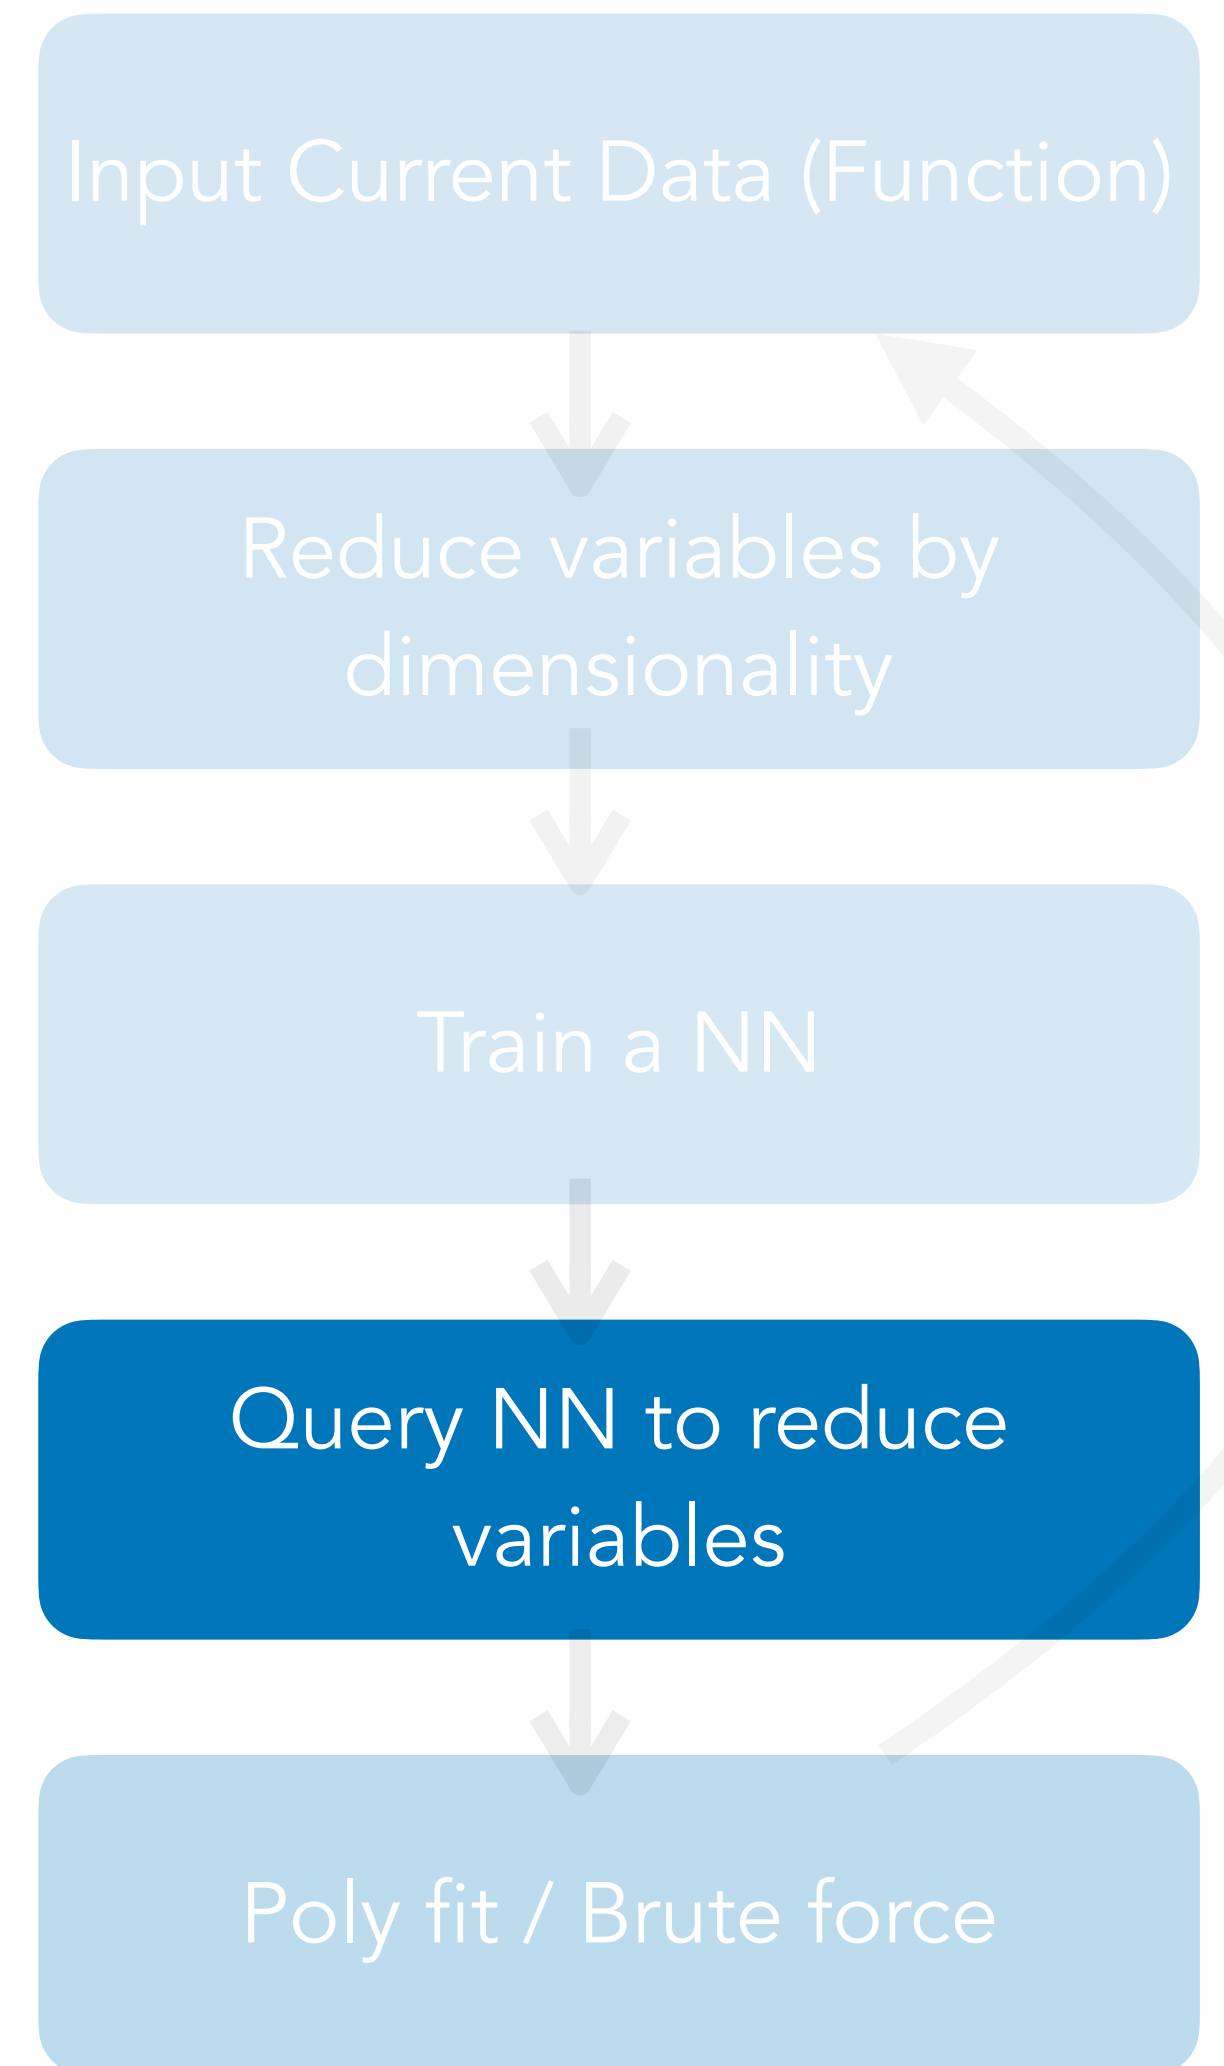 Input Current Data (Function)
Reduce variables by
dimensionality
Train a NN
Query NN to reduce
variables
Poly fit / Brute force